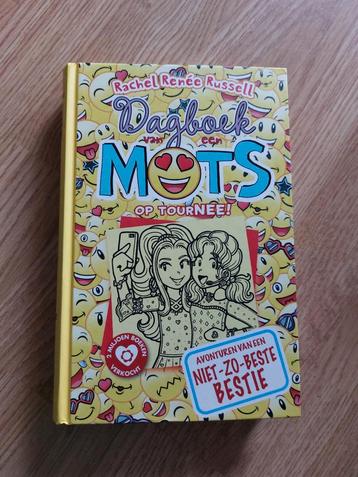 Rachel Renée Russell
Dagboek
van een
MOTS
OP TOURNEE!
2 MILJOEN BOEKEN
VERKOCHT
AVONTUREN VAN EEN
NIET-ZO-BESTE
BESTIE